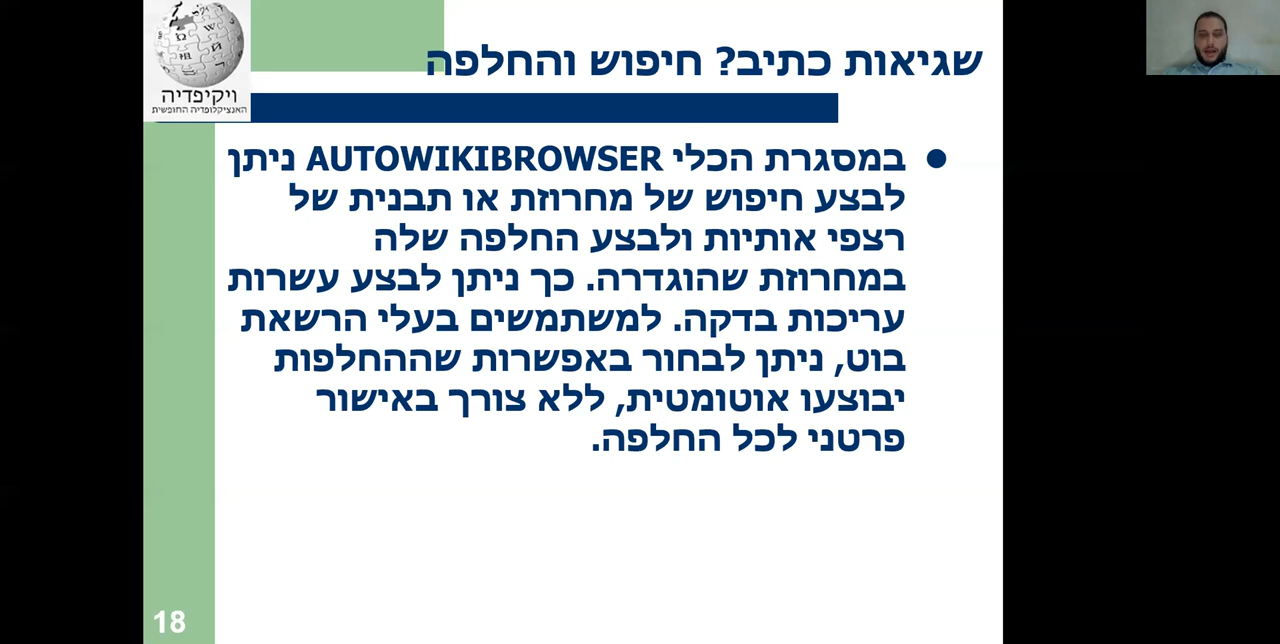 ויקיפדיה
האנציקלופדיה החופשית
שגיאות כתיב? חיפוש והחלפה
במסגרת הכלי AUTOWIKIBROWSER ניתן
לבצע חיפוש של מחרוזת או תבנית של
רצפי אותיות ולבצע החלפה שלה
במחרוזת שהוגדרה. כך ניתן לבצע עשרות
עריכות בדקה. למשתמשים בעלי הרשאת
בוט, ניתן לבחור באפשרות שההחלפות
יבוצעו אוטומטית, ללא צורך באישור
פרטני לכל החלפה.
18